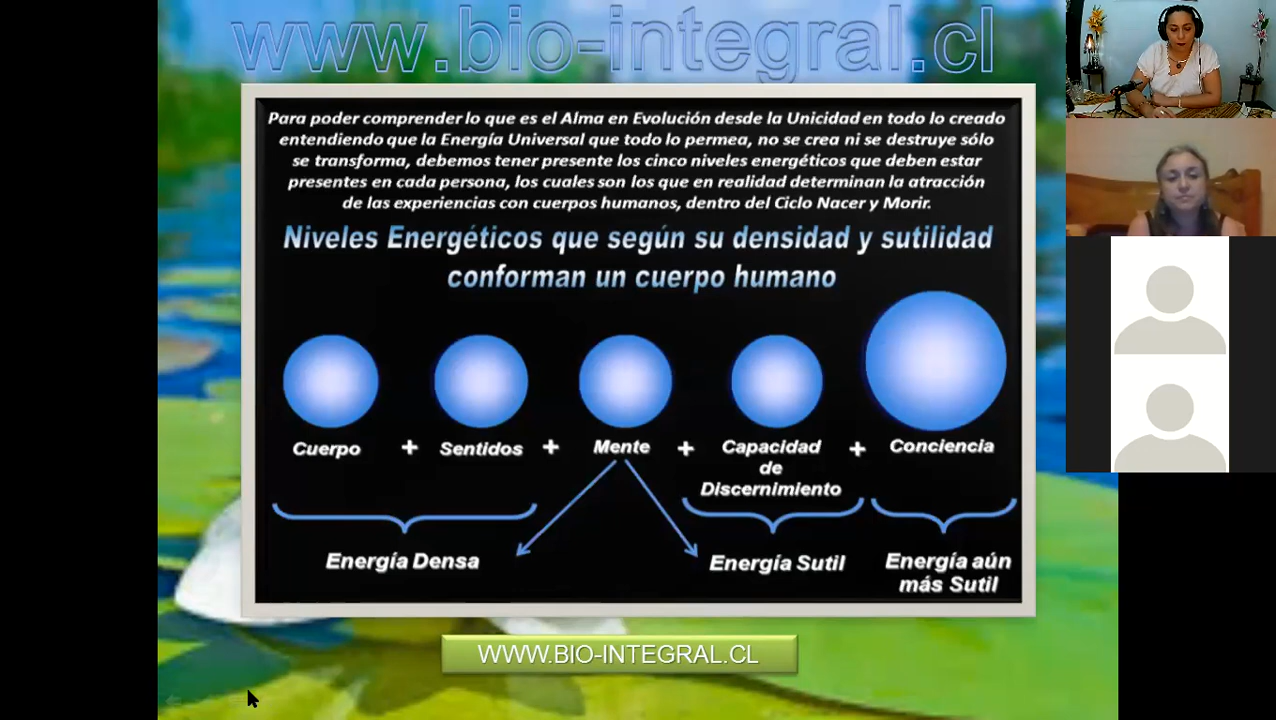 www.bio-integral.cl
Para poder comprender lo que es el Alma en Evolución desde la Unicidad en todo lo creado
entendiendo que la Energía Universal que todo lo permea, no se crea ni se destruye sólo
se transforma, debemos tener presente los cinco niveles energéticos que deben estar
presentes en cada persona, los cuales son los que en realidad determinan la atracción
de las experiencias con cuerpos humanos, dentro del Ciclo Nacer y Morir.
Niveles Energéticos que según su densidad y sutilidad
conforman un cuerpo humano
Cuerpo + Sentidos + Mente + Capacidad + Conciencia
de
Discernimiento
Energía Densa
Energía Sutil
Energía aún
más Sutil
WWW.BIO-INTEGRAL.CL